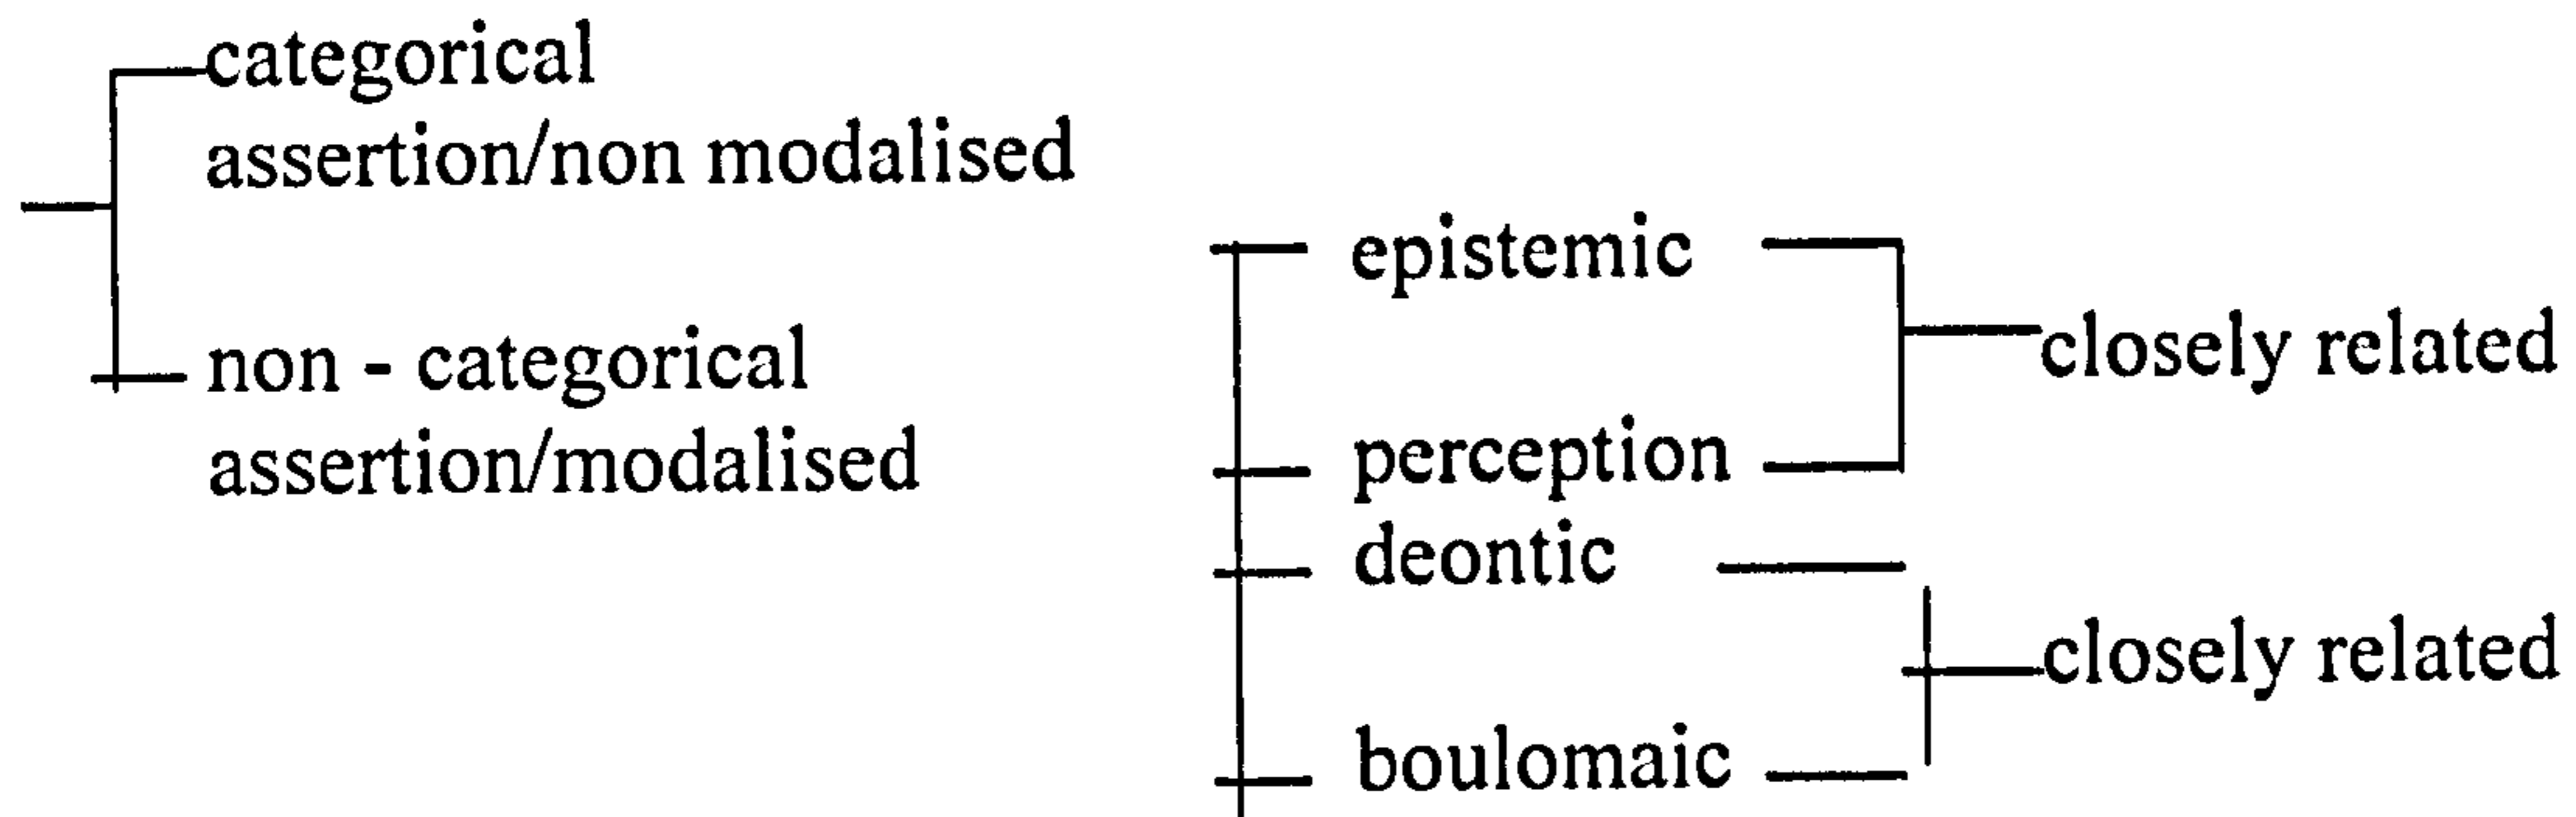 categorical
assertion/non modalised
non - categorical
assertion/modalised
epistemic
perception
closely related
deontic
boulomaic
closely related